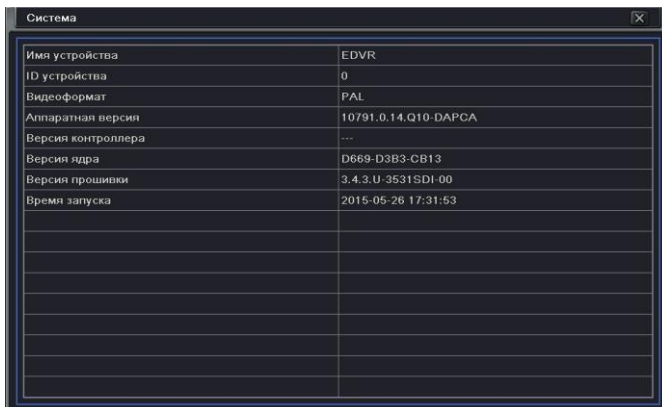 Система
Имя устройства EDVR
ID устройства 0
Видеоформат PAL
Аппаратная версия 10791.0.14.Q10-DAPCA
Версия контроллера ---
Версия ядра D669-D3B3-CB13
Версия прошивки 3.4.3.U-3531SDI-00
Время запуска 2015-05-26 17:31:53